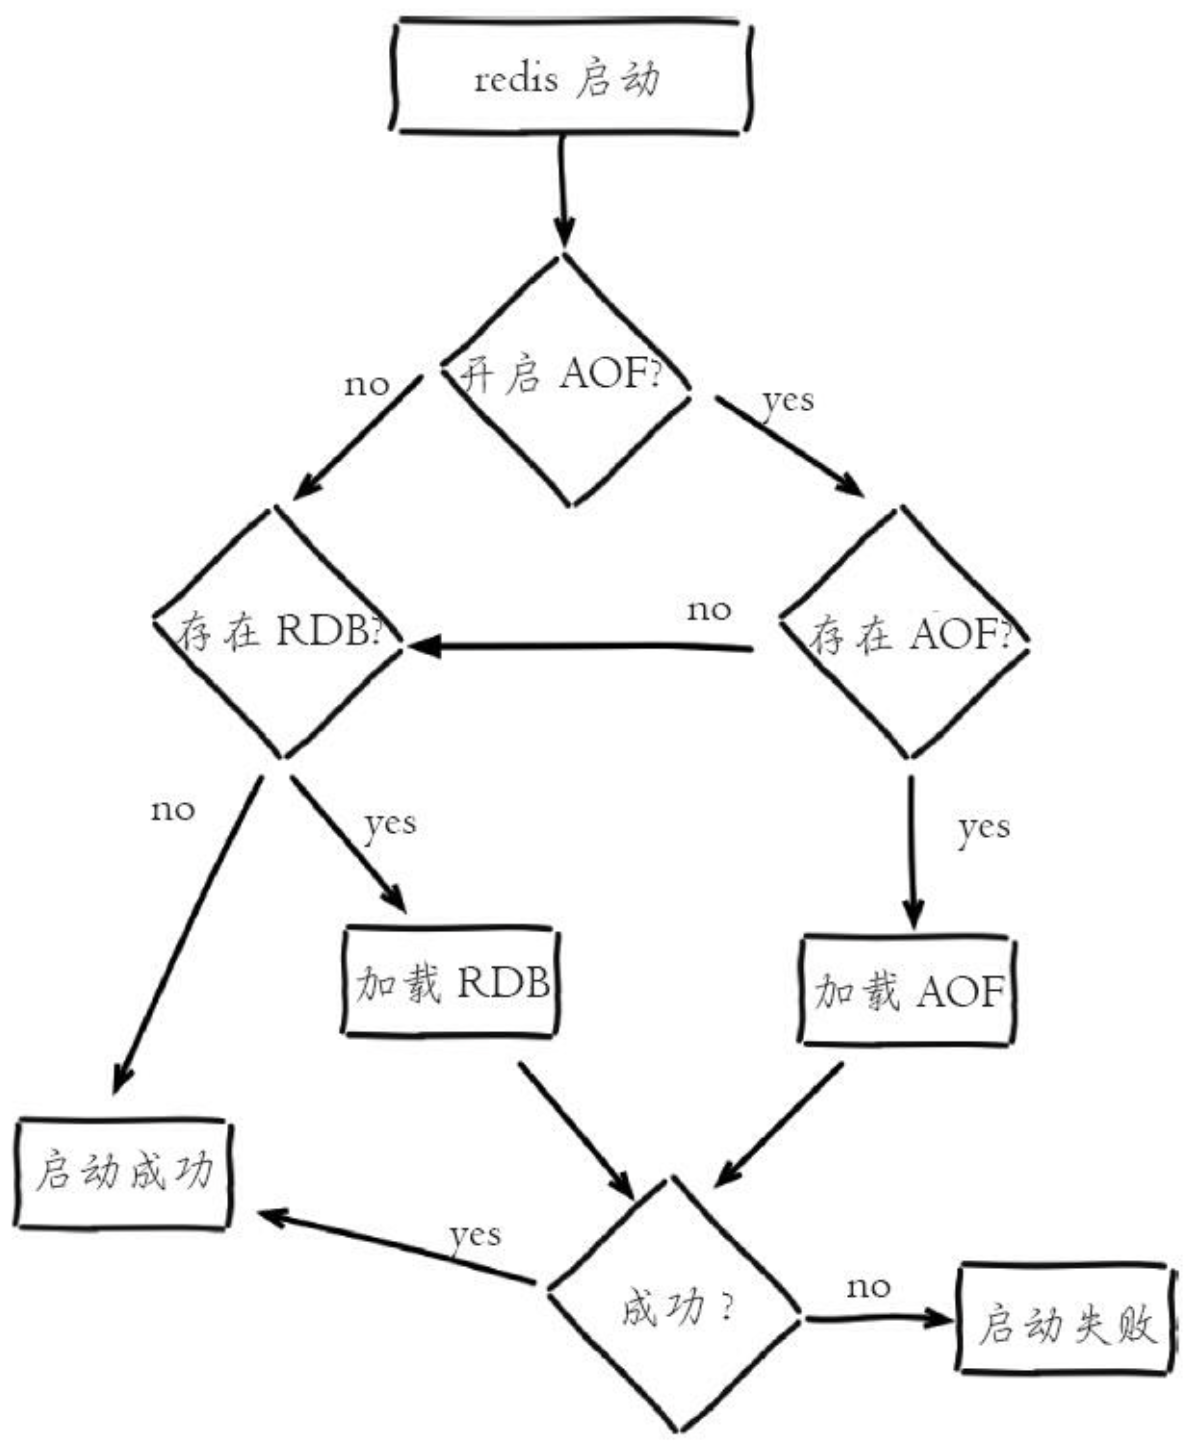 redis 启动
开启 AOF?
no
yes
存在 RDB?
no
存在 AOF?
no
yes
yes
加载 RDB
加载 AOF
启动成功
yes
成功?
no
启动失败